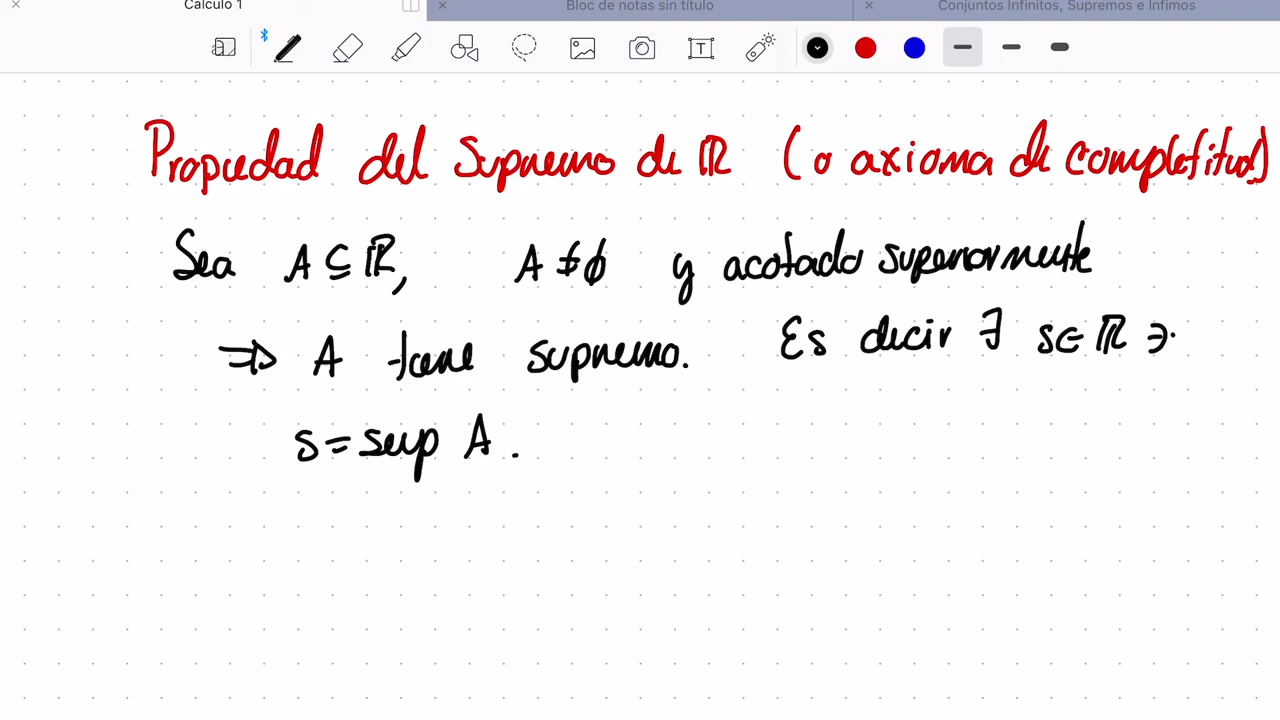 Calculo 1
Bloc de notas sin título
Conjuntos Infinitos, Supremos e Infimos
Propiedad del Supremo de ℝ (o axioma de completitud)
Sea A ⊆ ℝ, A ≠ ∅ y acotado superiormente
⇒ A tiene supremo. Es decir ∃ s ∈ ℝ ∋·
s = sup A.